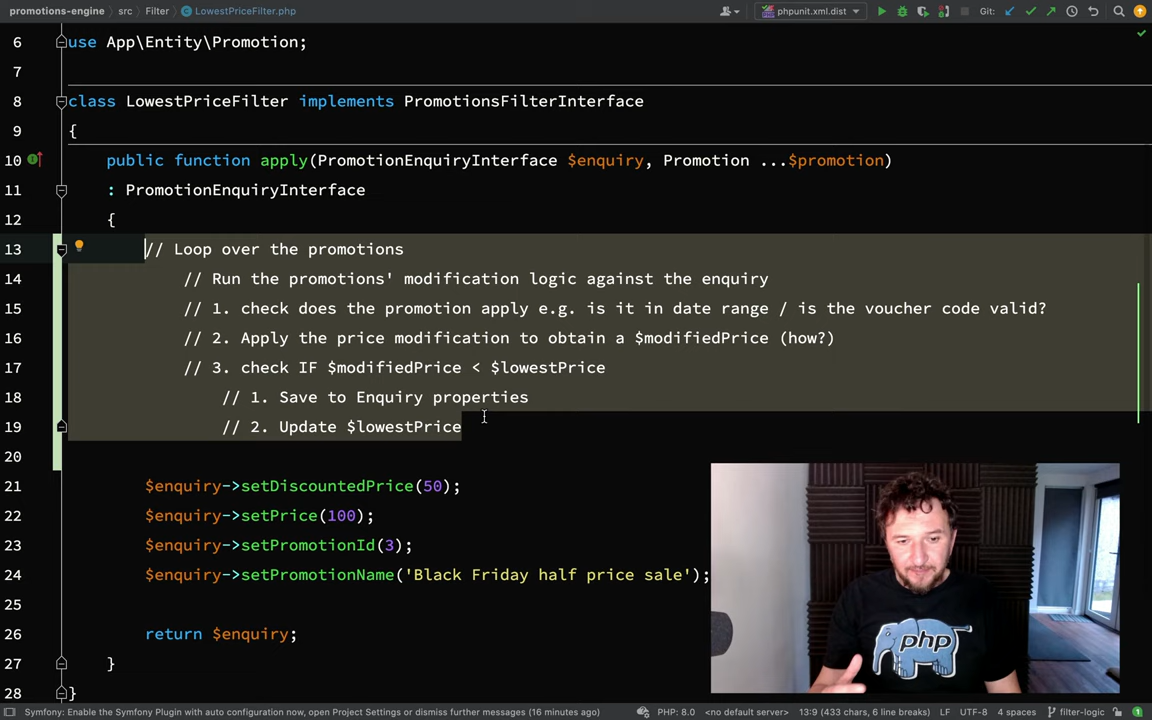 promotions-engine › src › Filter › LowestPriceFilter.php
phpunit.xml.dist
Git:
6 use App\Entity\Promotion;
7
8 class LowestPriceFilter implements PromotionsFilterInterface
9 {
10 public function apply(PromotionEnquiryInterface $enquiry, Promotion ...$promotion)
11 : PromotionEnquiryInterface
12 {
13 // Loop over the promotions
14 // Run the promotions' modification logic against the enquiry
15 // 1. check does the promotion apply e.g. is it in date range / is the voucher code valid?
16 // 2. Apply the price modification to obtain a $modifiedPrice (how?)
17 // 3. check IF $modifiedPrice < $lowestPrice
18 // 1. Save to Enquiry properties
19 // 2. Update $lowestPrice
20
21 $enquiry->setDiscountedPrice(50);
22 $enquiry->setPrice(100);
23 $enquiry->setPromotionId(3);
24 $enquiry->setPromotionName('Black Friday half price sale');
25
26 return $enquiry;
27 }
28 }
php
Symfony: Enable the Symfony Plugin with auto configuration now, open Project Settings or dismiss further messages (16 minutes ago)
PHP: 8.0 <no default server> 13:9 (433 chars, 6 line breaks) LF UTF-8 4 spaces filter-logic